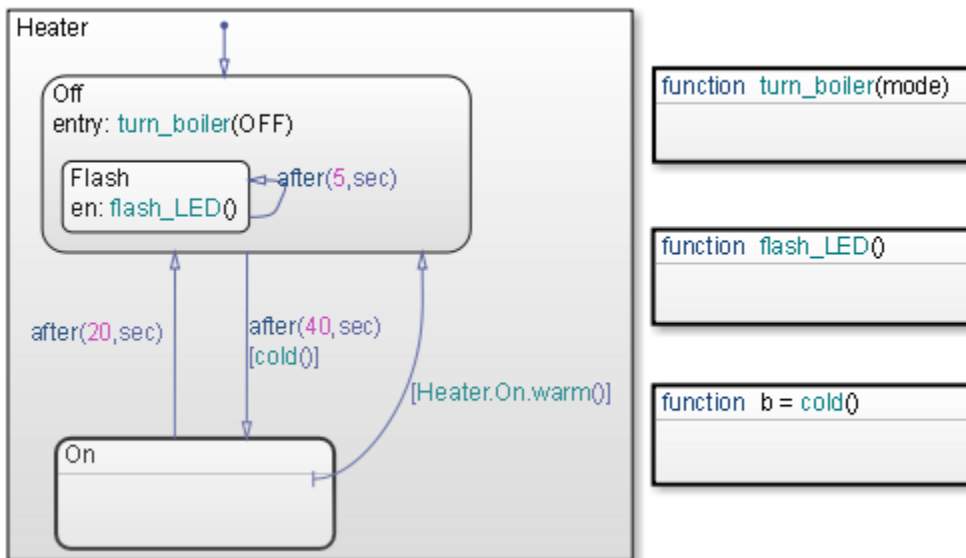 Heater
Off
entry: turn_boiler(OFF)
Flash
en: flash_LED()
after(5,sec)
after(20,sec)
after(40,sec)
[cold()]
[Heater.On.warm()]
On
function turn_boiler(mode)
function flash_LED()
function b = cold()